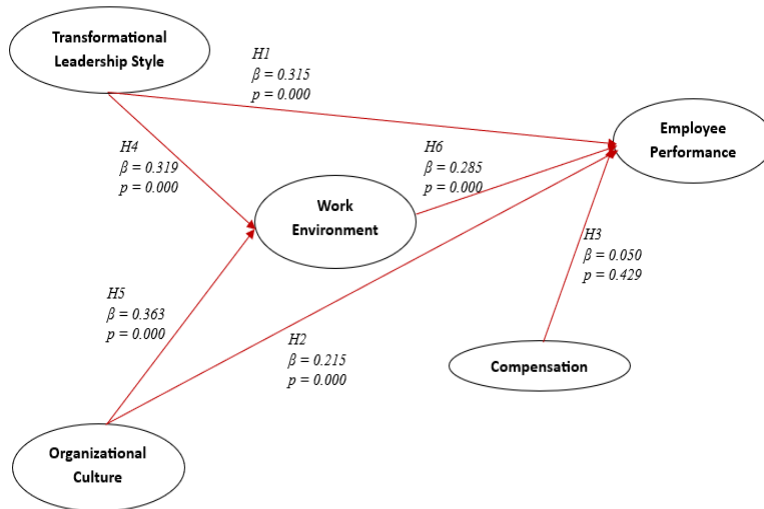 Transformational
Leadership Style
H1
β = 0.315
p = 0.000
Employee
Performance
H4
β = 0.319
p = 0.000
H6
β = 0.285
p = 0.000
Work
Environment
H3
β = 0.050
p = 0.429
H5
β = 0.363
p = 0.000
H2
β = 0.215
p = 0.000
Compensation
Organizational
Culture